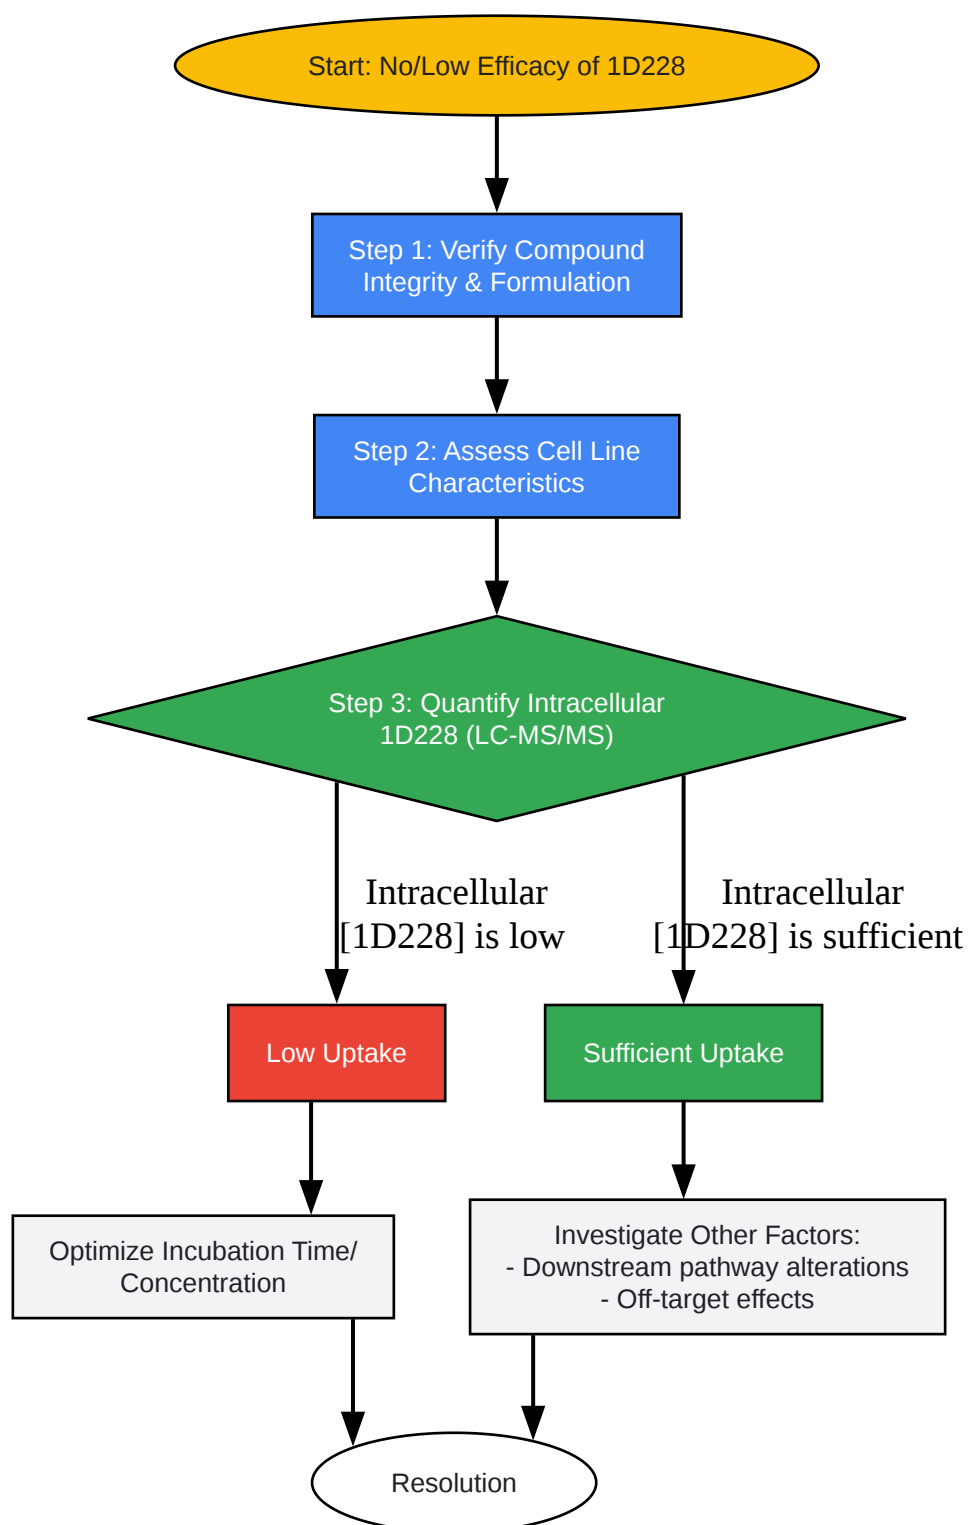 Start: No/Low Efficacy of 1D228
Step 1: Verify Compound
Integrity & Formulation
Step 2: Assess Cell Line
Characteristics
Step 3: Quantify Intracellular
1D228 (LC-MS/MS)
Intracellular
[1D228] is low
Intracellular
[1D228] is sufficient
Low Uptake
Sufficient Uptake
Optimize Incubation Time/
Concentration
Investigate Other Factors:
- Downstream pathway alterations
- Off-target effects
Resolution